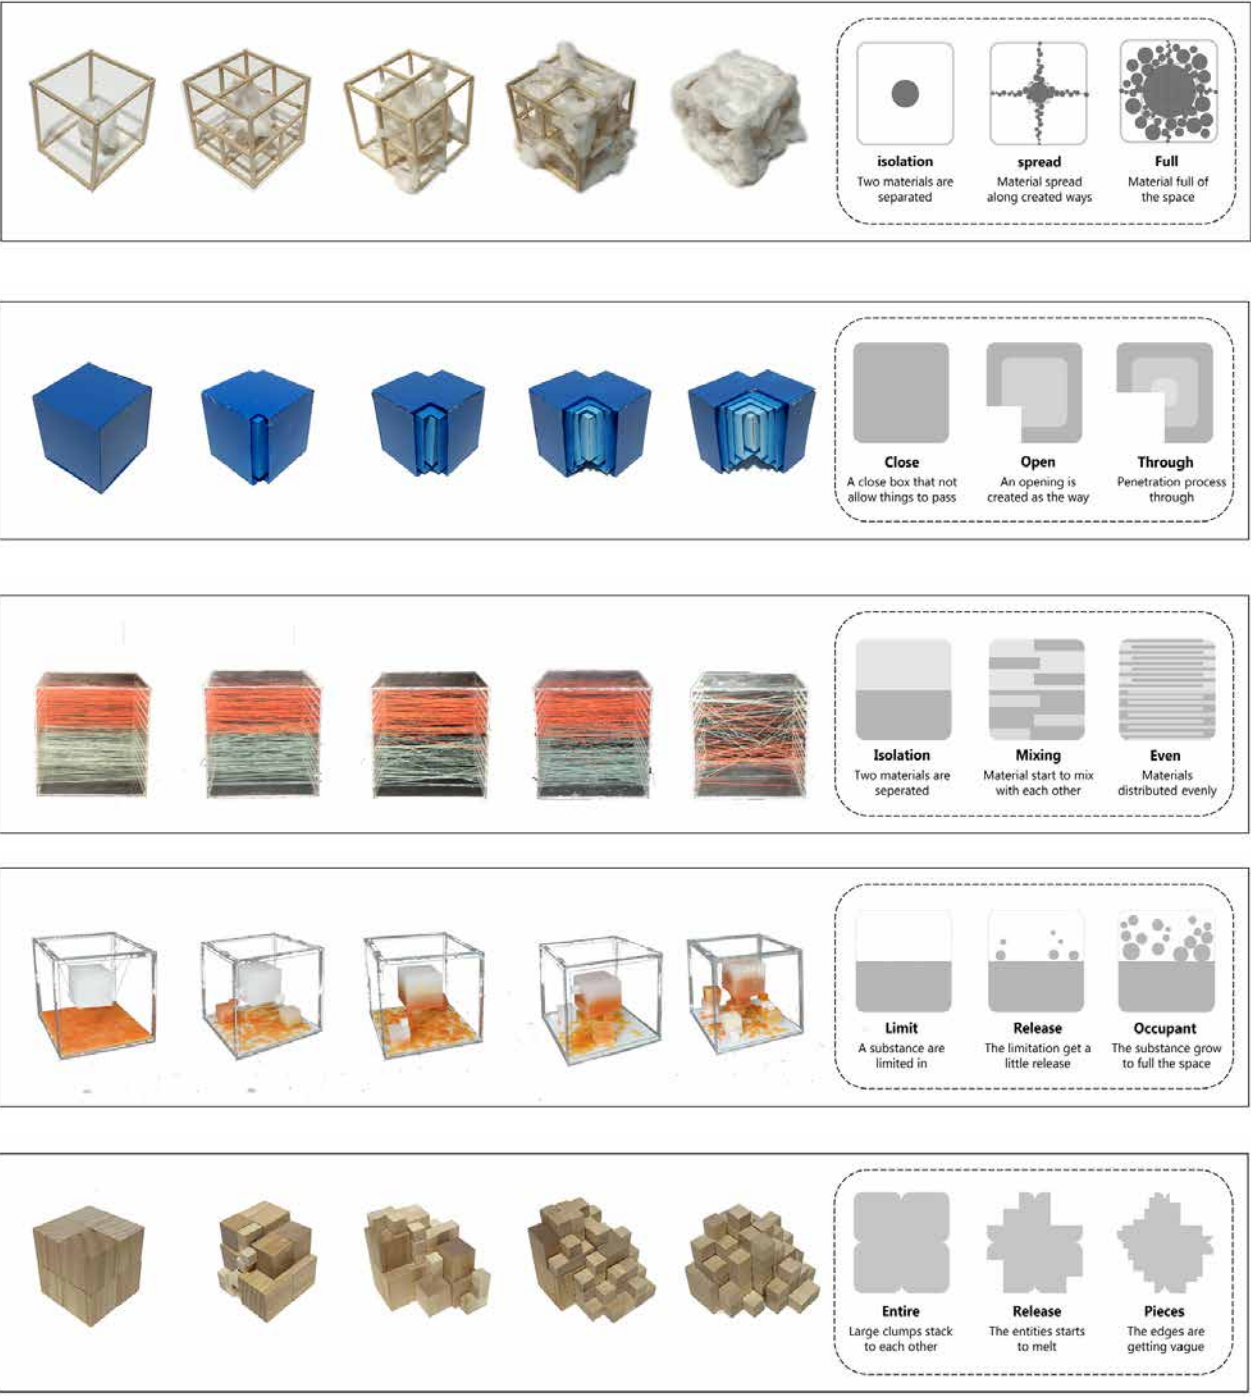 isolation
Two materials are
separated
spread
Material spread
along created ways
Full
Material full of
the space
Close
A close box that not
allow things to pass
Open
An opening is
created as the way
Through
Penetration process
through
Isolation
Two materials are
seperated
Mixing
Material start to mix
with each other
Even
Materials
distributed evenly
Limit
A substance are
limited in
Release
The limitation get a
little release
Occupant
The substance grow
to full the space
Entire
Large clumps stack
to each other
Release
The entities starts
to melt
Pieces
The edges are
getting vague